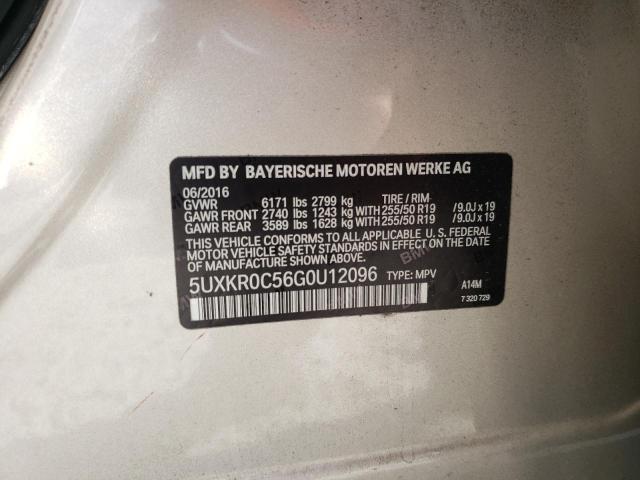 MFD BY BAYERISCHE MOTOREN WERKE AG
06/2016
GVWR 6171 lbs 2799 kg TIRE / RIM
GAWR FRONT 2740 lbs 1243 kg WITH 255/50 R19 /9.0J x 19
GAWR REAR 3589 lbs 1628 kg WITH 255/50 R19 /9.0J x 19
THIS VEHICLE CONFORMS TO ALL APPLICABLE U. S. FEDERAL
MOTOR VEHICLE SAFETY STANDARDS IN EFFECT ON THE
DATE OF MANUFACTURE SHOWN ABOVE.
5UXKR0C56G0U12096 TYPE: MPV
A14M
7 320 729